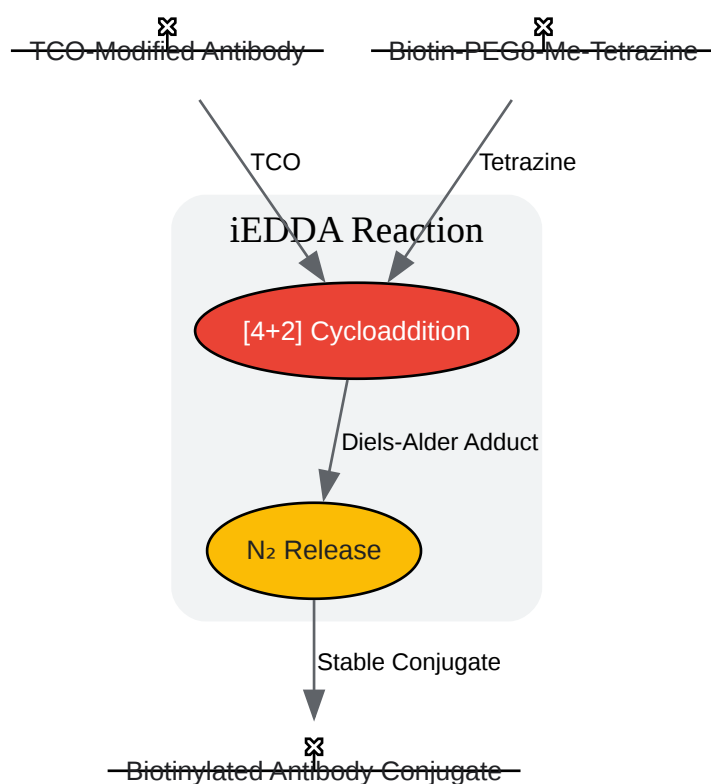 TCO-Modified Antibody
Biotin-PEG8-Me-Tetrazine
TCO
Tetrazine
iEDDA Reaction
[4+2] Cycloaddition
Diels-Alder Adduct
N₂ Release
Stable Conjugate
Biotinylated Antibody Conjugate